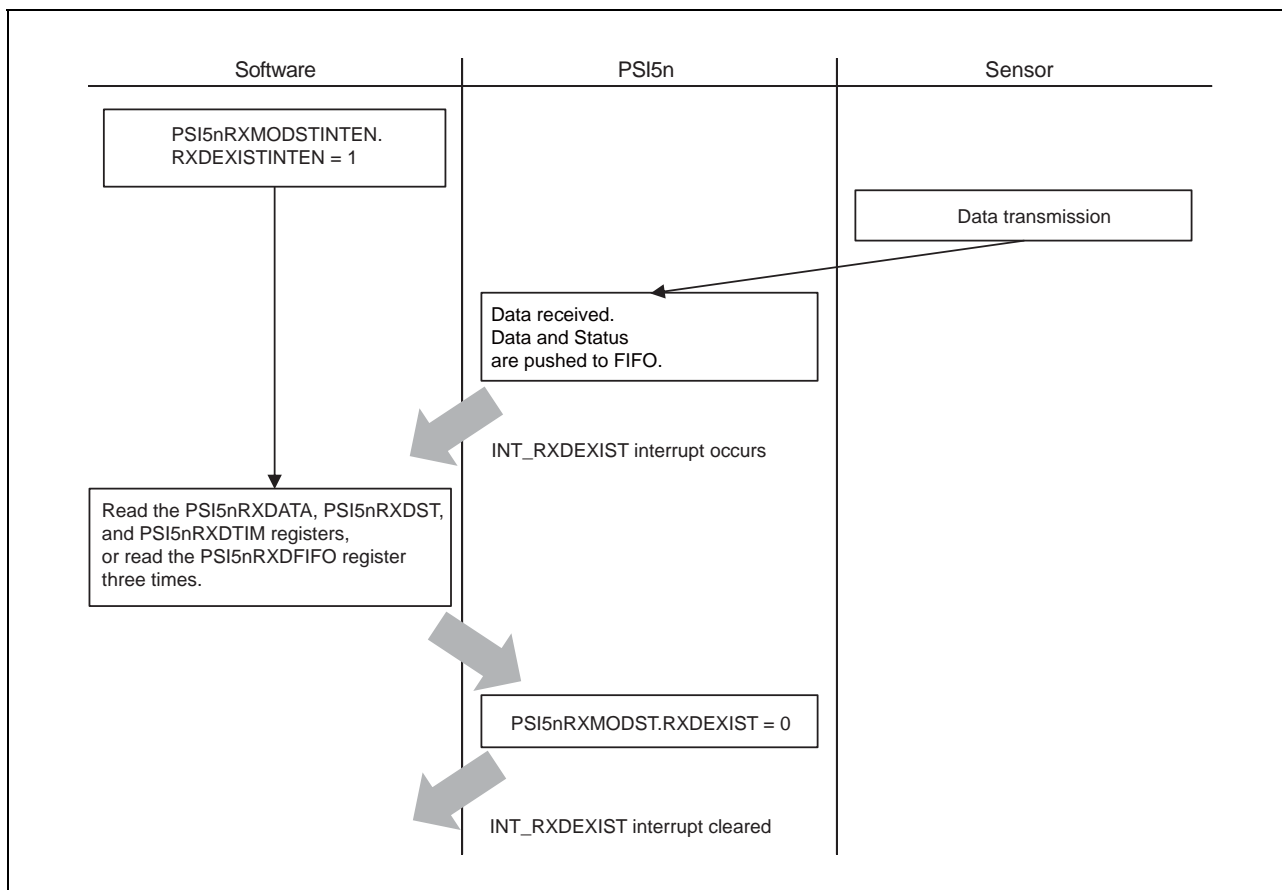 Software
PSI5n
Sensor
PSI5nRXMODSTINTEN.
RXDEXISTINTEN = 1
Data transmission
Data received.
Data and Status
are pushed to FIFO.
INT_RXDEXIST interrupt occurs
Read the PSI5nRXDATA, PSI5nRXDST,
and PSI5nRXDTIM registers,
or read the PSI5nRXDFIFO register
three times.
PSI5nRXMODST.RXDEXIST = 0
INT_RXDEXIST interrupt cleared